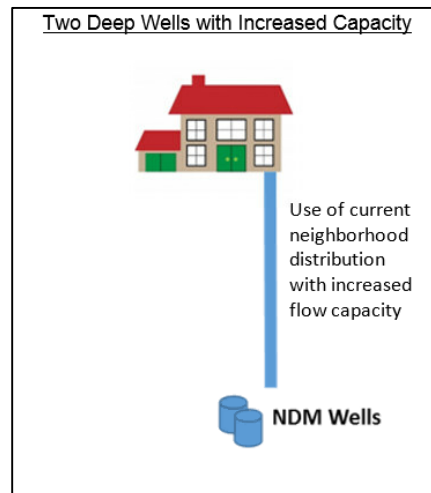 Two Deep Wells with Increased Capacity
Use of current
neighborhood
distribution
with increased
flow capacity
NDM Wells